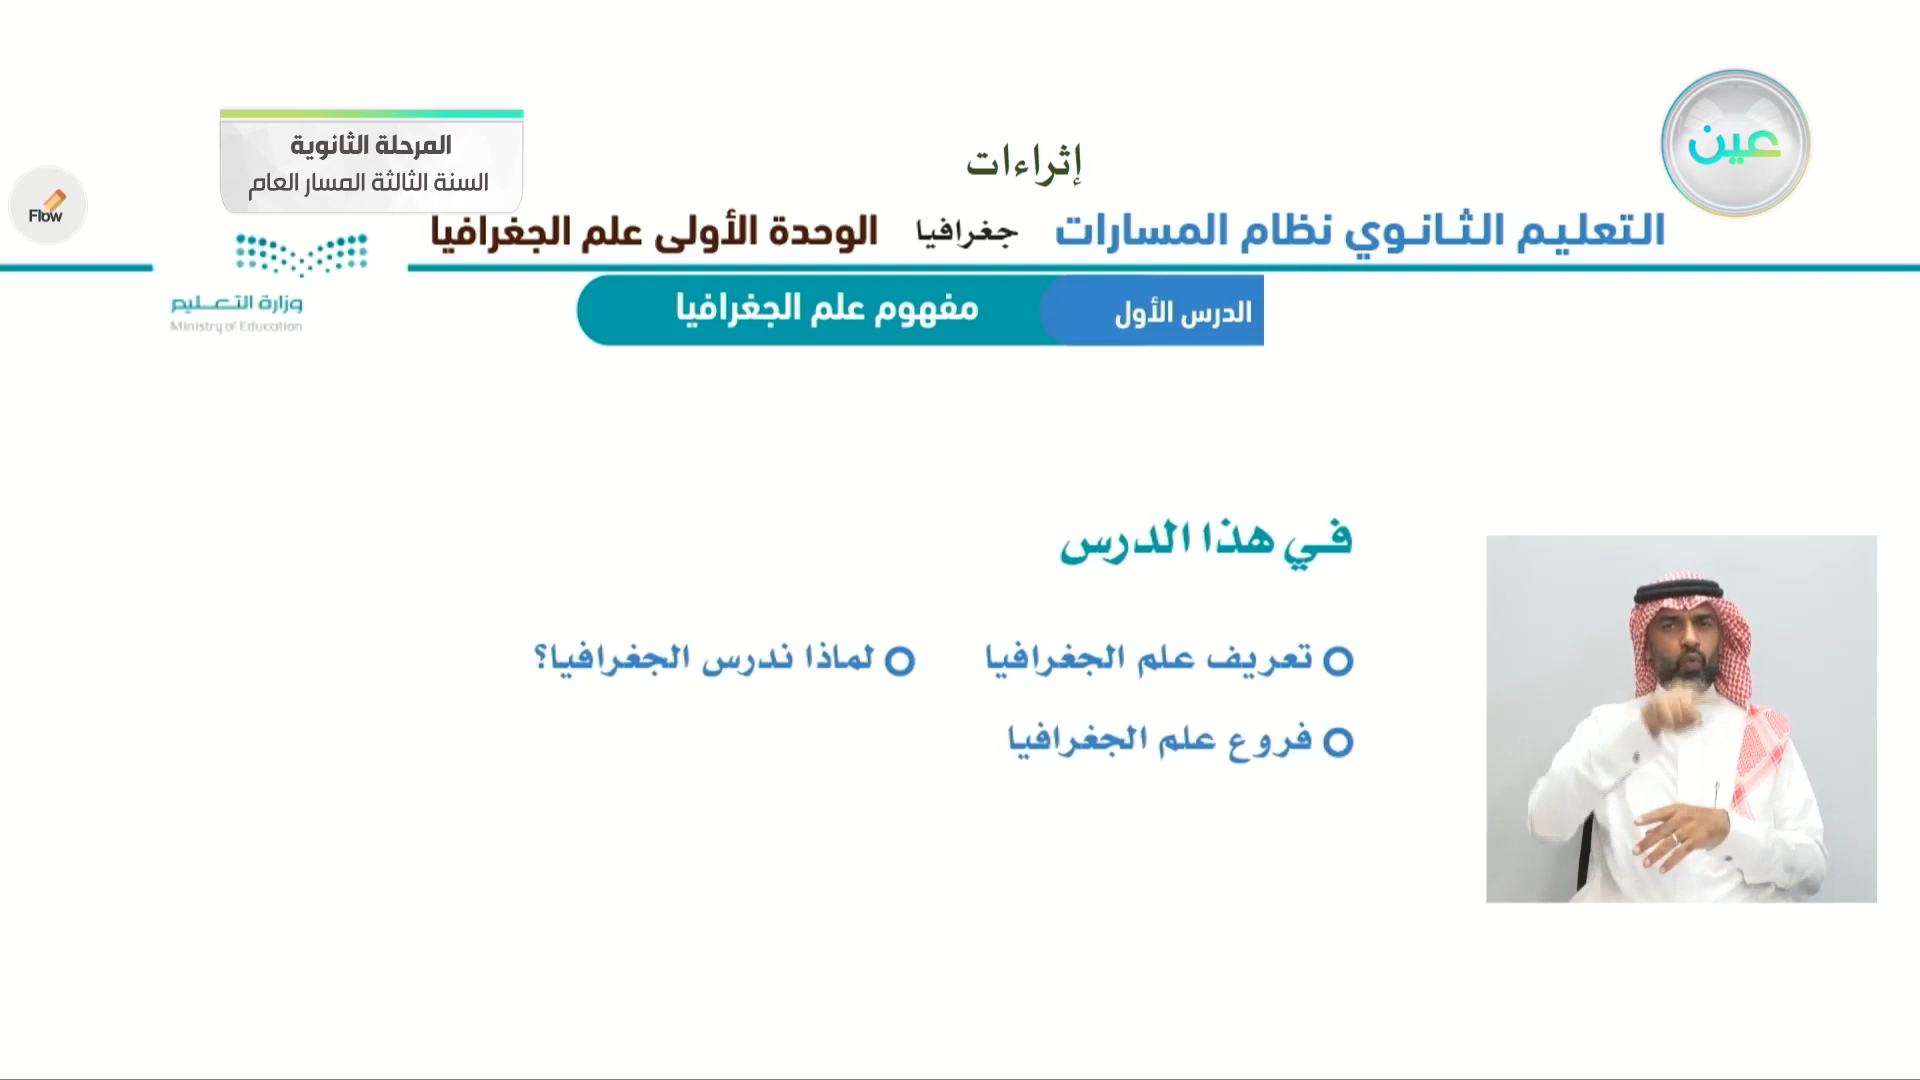 عين
المرحلة الثانوية
السنة الثالثة المسار العام
إثراءات
Flow
التعليم الثانوي نظام المسارات جغرافيا الوحدة الأولى علم الجغرافيا
وزارة التعليم
Ministry of Education
الدرس الأول مفهوم علم الجغرافيا
في هذا الدرس
تعريف علم الجغرافيا لماذا ندرس الجغرافيا؟
فروع علم الجغرافيا